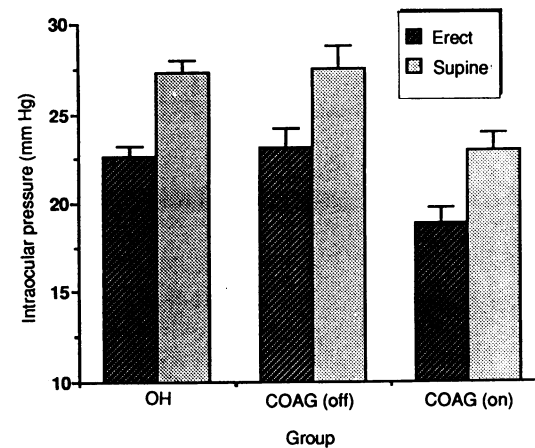 30
25
20
15
10
Intraocular pressure (mm Hg)
Erect
Supine
OH
COAG (off)
COAG (on)
Group